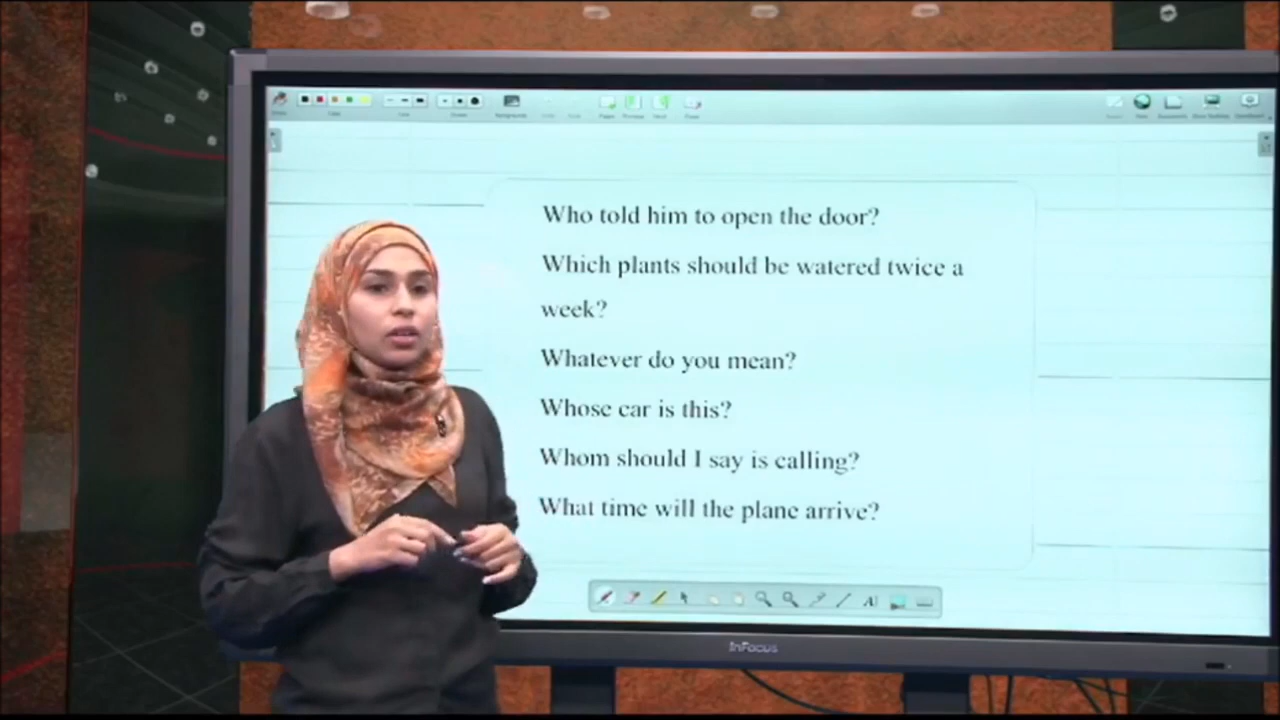 Who told him to open the door?
Which plants should be watered twice a
week?
Whatever do you mean?
Whose car is this?
Whom should I say is calling?
What time will the plane arrive?
InFocus